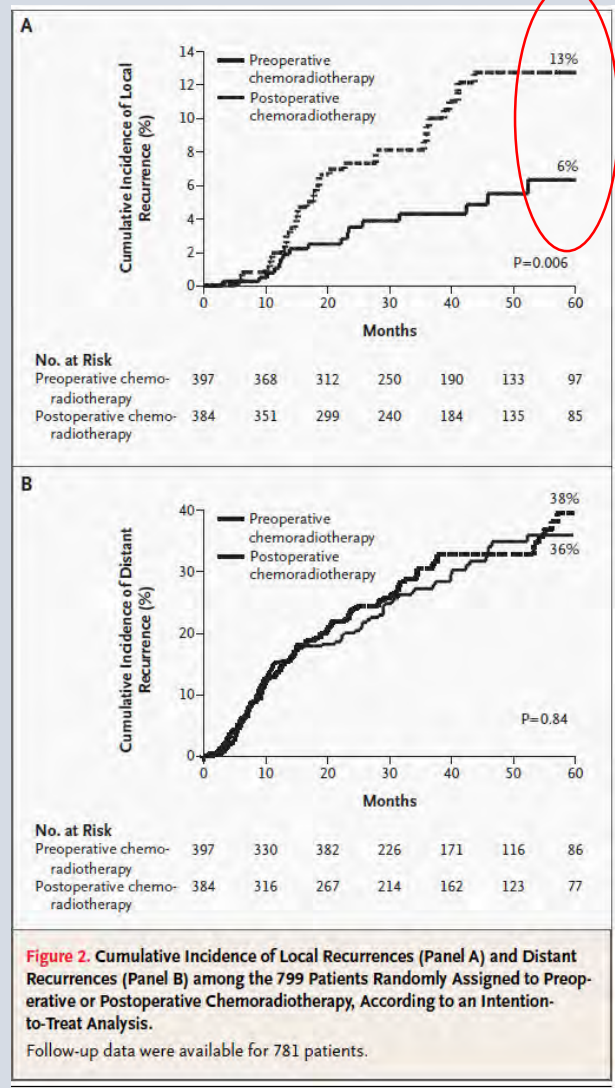 A
14
12
10
8
6
4
2
0
Cumulative Incidence of Local
Recurrence (%)
Preoperative
chemoradiotherapy
Postoperative
chemoradiotherapy
13%
6%
P=0.006
0 10 20 30 40 50 60
Months
No. at Risk
Preoperative chemo- 397 368 312 250 190 133 97
radiotherapy
Postoperative chemo- 384 351 299 240 184 135 85
radiotherapy
B
40
30
20
10
0
Cumulative Incidence of Distant
Recurrence (%)
Preoperative
chemoradiotherapy
Postoperative
chemoradiotherapy
38%
36%
P=0.84
0 10 20 30 40 50 60
Months
No. at Risk
Preoperative chemo- 397 330 382 226 171 116 86
radiotherapy
Postoperative chemo- 384 316 267 214 162 123 77
radiotherapy
Figure 2. Cumulative Incidence of Local Recurrences (Panel A) and Distant
Recurrences (Panel B) among the 799 Patients Randomly Assigned to Preop-
erative or Postoperative Chemoradiotherapy, According to an Intention-
to-Treat Analysis.
Follow-up data were available for 781 patients.